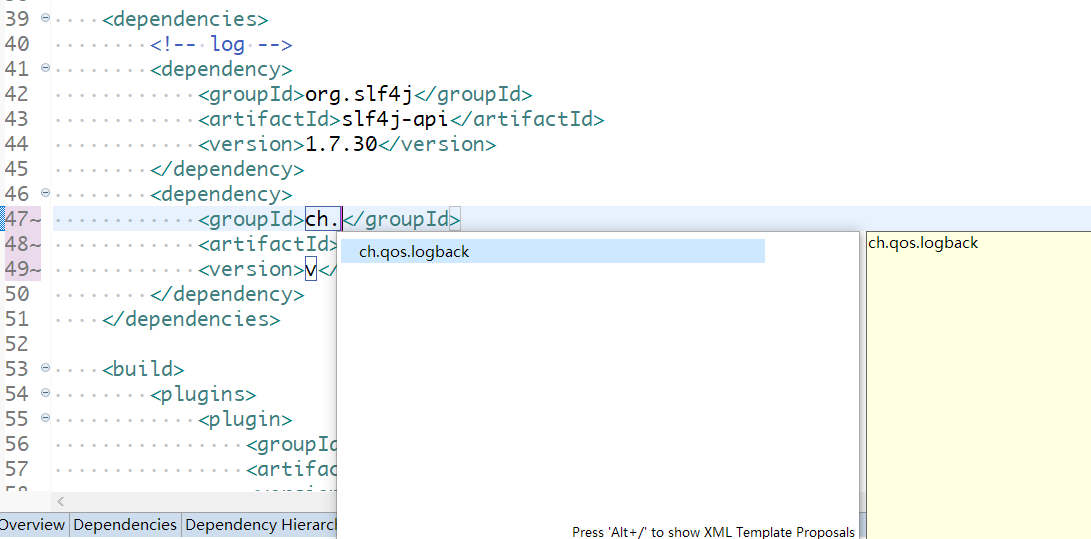 39 <dependencies>
40 <!-- log -->
41 <dependency>
42 <groupId>org.slf4j</groupId>
43 <artifactId>slf4j-api</artifactId>
44 <version>1.7.30</version>
45 </dependency>
46 <dependency>
47~ <groupId>ch.</groupId>
48~ <artifactId>
ch.qos.logback
ch.qos.logback
49~ <version>v</
50 </dependency>
51 </dependencies>
52
53 <build>
54 <plugins>
55 <plugin>
56 <groupId
57 <artifac
58 <version
Press 'Alt+/' to show XML Template Proposals
Overview Dependencies Dependency Hierarch